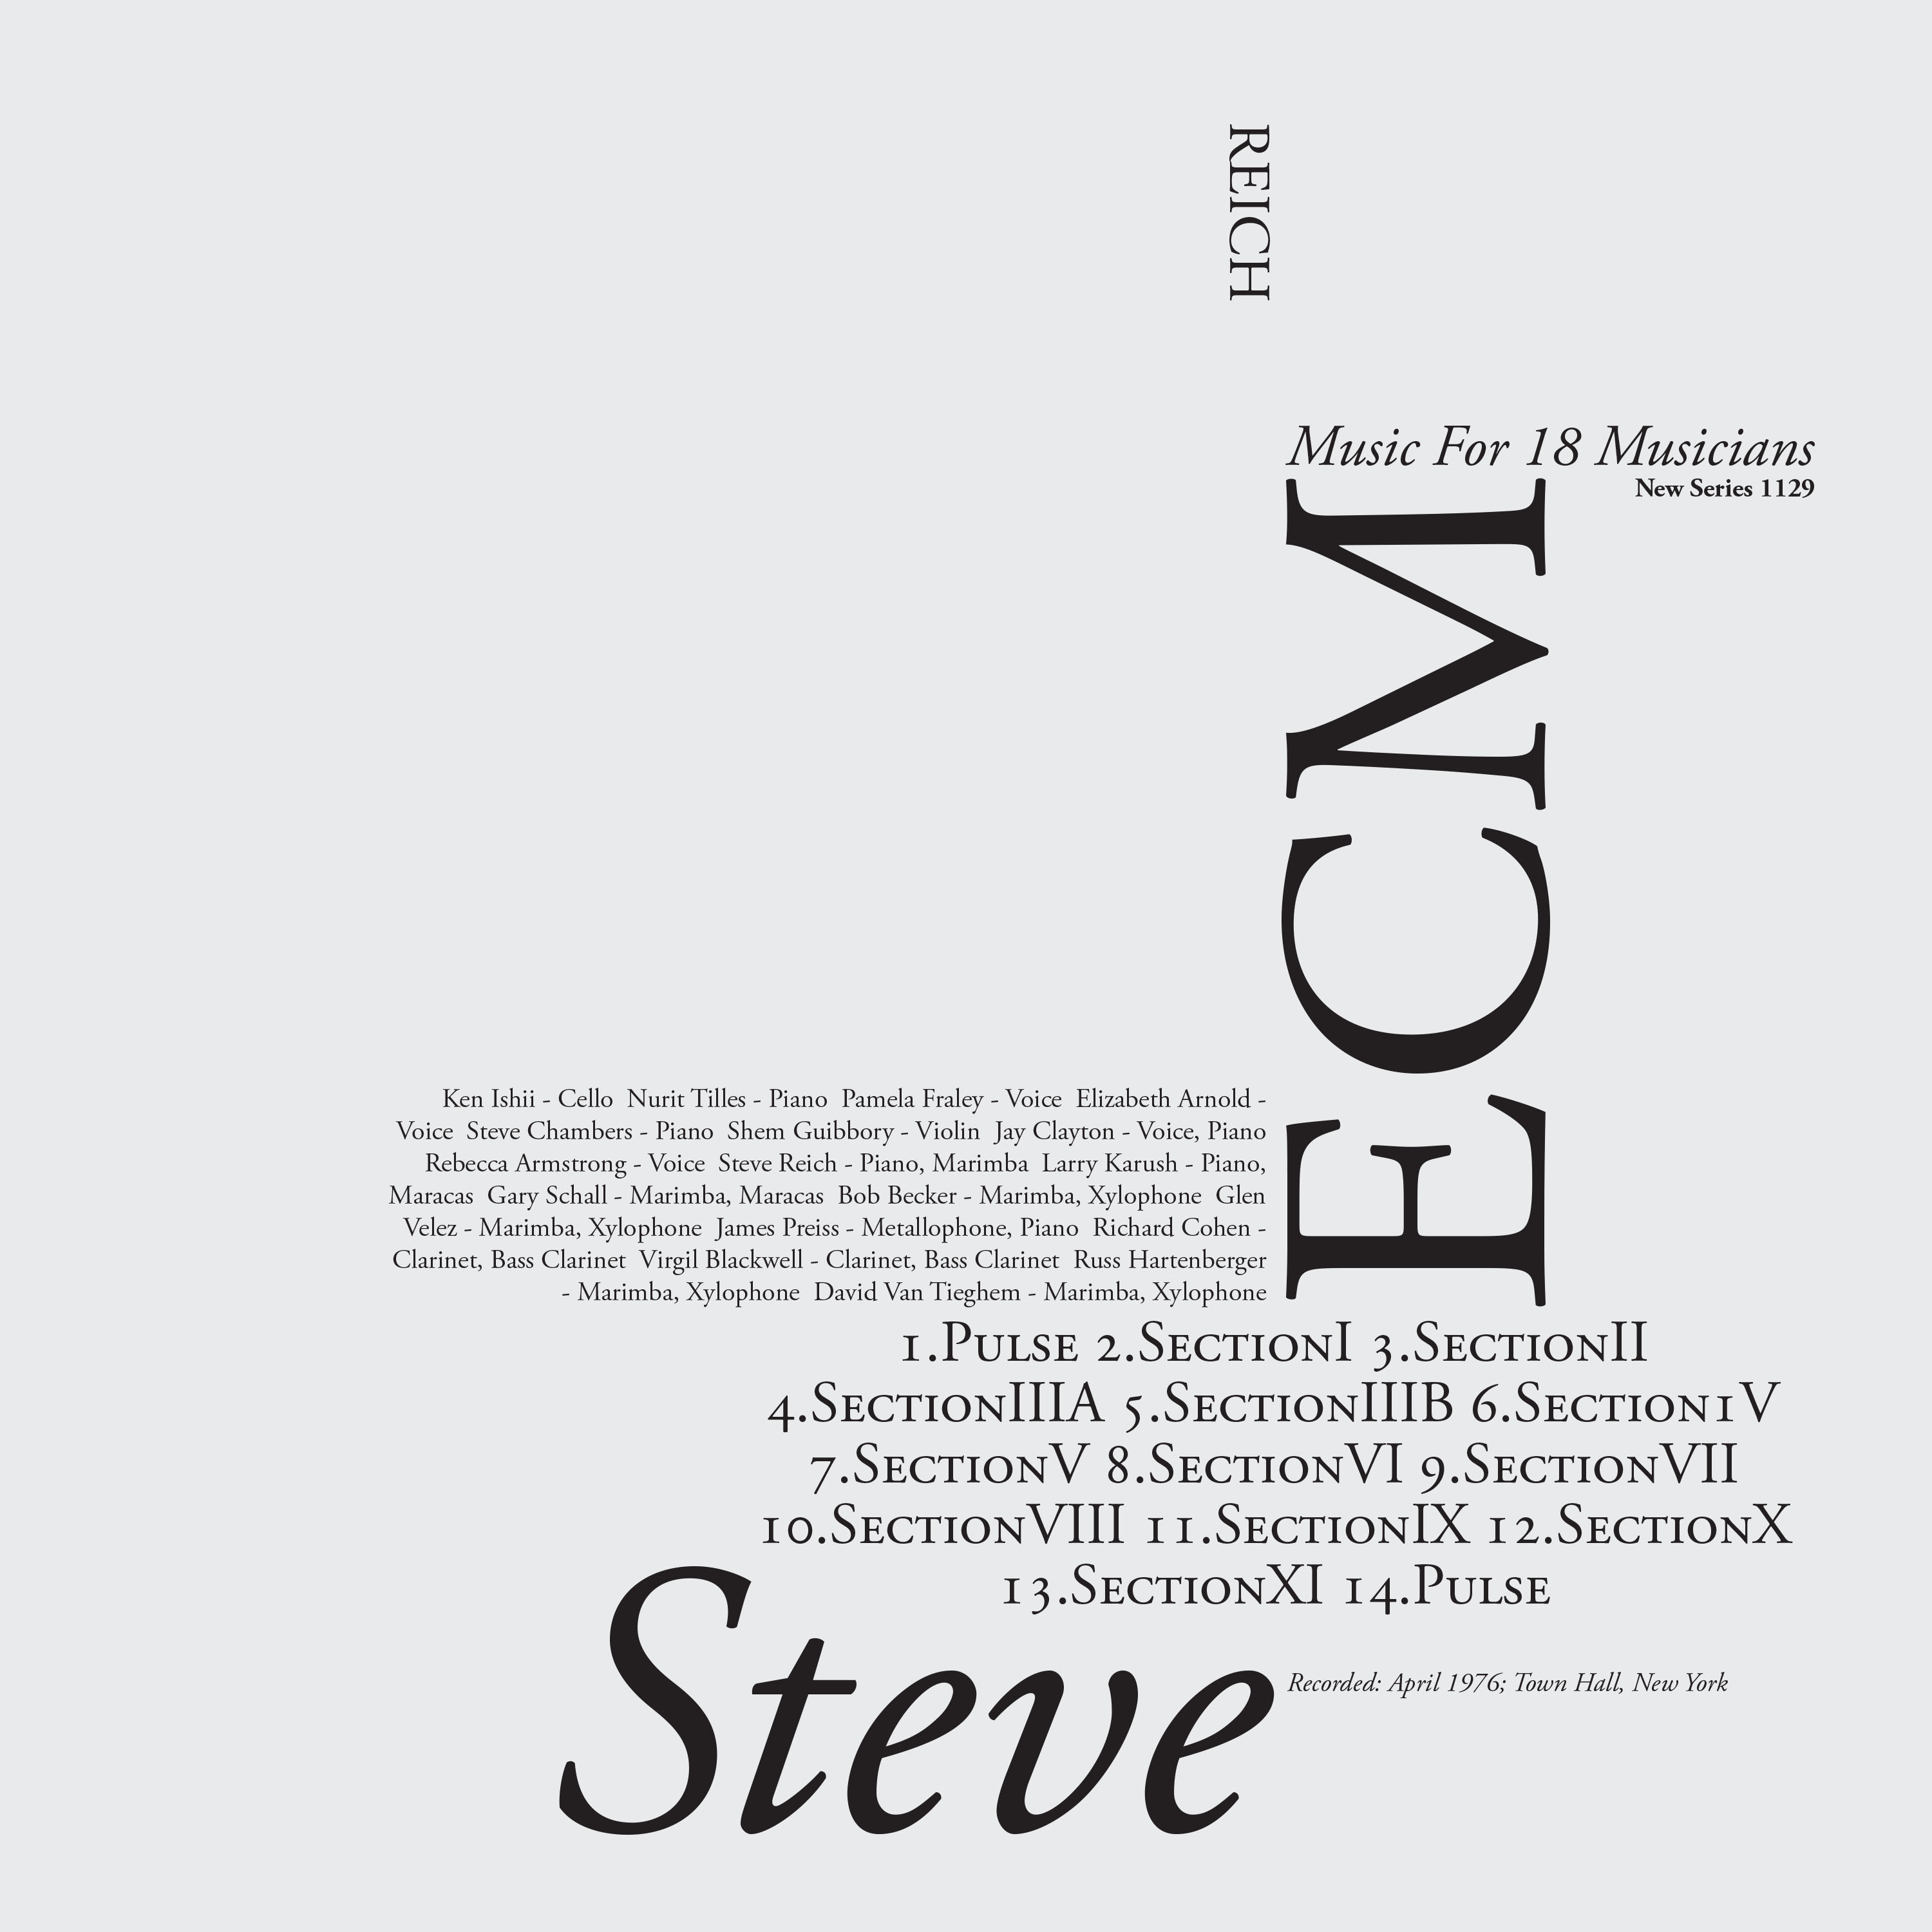 REICH
Music For 18 Musicians
New Series 1129
ECM
Ken Ishii - Cello  Nurit Tilles - Piano  Pamela Fraley - Voice  Elizabeth Arnold -
Voice  Steve Chambers - Piano  Shem Guibbory - Violin  Jay Clayton - Voice, Piano
Rebecca Armstrong - Voice  Steve Reich - Piano, Marimba  Larry Karush - Piano,
Maracas  Gary Schall - Marimba, Maracas  Bob Becker - Marimba, Xylophone  Glen
Velez - Marimba, Xylophone  James Preiss - Metallophone, Piano  Richard Cohen -
Clarinet, Bass Clarinet  Virgil Blackwell - Clarinet, Bass Clarinet  Russ Hartenberger
- Marimba, Xylophone  David Van Tieghem - Marimba, Xylophone
1.Pulse 2.SectionI 3.SectionII
4.SectionIIIA 5.SectionIIIB 6.Section1V
7.SectionV 8.SectionVI 9.SectionVII
10.SectionVIII 11.SectionIX 12.SectionX
13.SectionXI 14.Pulse
Steve
Recorded: April 1976; Town Hall, New York